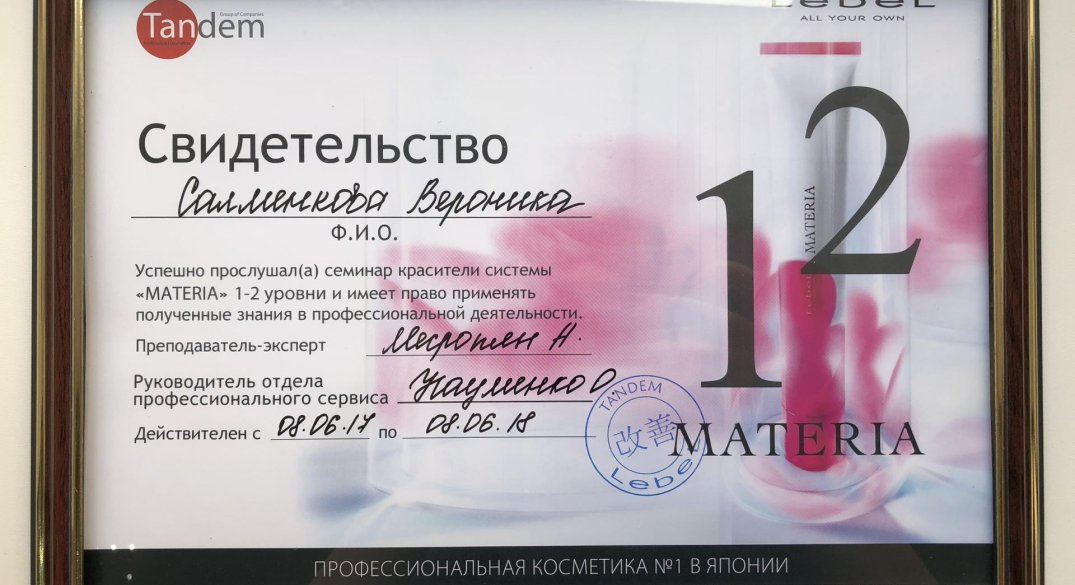 Tandem
Group of Companies
LebeL
ALL YOUR OWN
Свидетельство
Салменкова Вероника
Ф.И.О.
Успешно прослушал(а) семинар красители системы
«MATERIA» 1-2 уровни и имеет право применять
полученные знания в профессиональной деятельности.
Преподаватель-эксперт Месропян Н.
Руководитель отдела
профессионального сервиса Науменко О.
Действителен с 08.06.17 по 08.06.18
TANDEM
改善
Lebel
12
MATERIA
MATERIA
ПРОФЕССИОНАЛЬНАЯ КОСМЕТИКА №1 В ЯПОНИИ